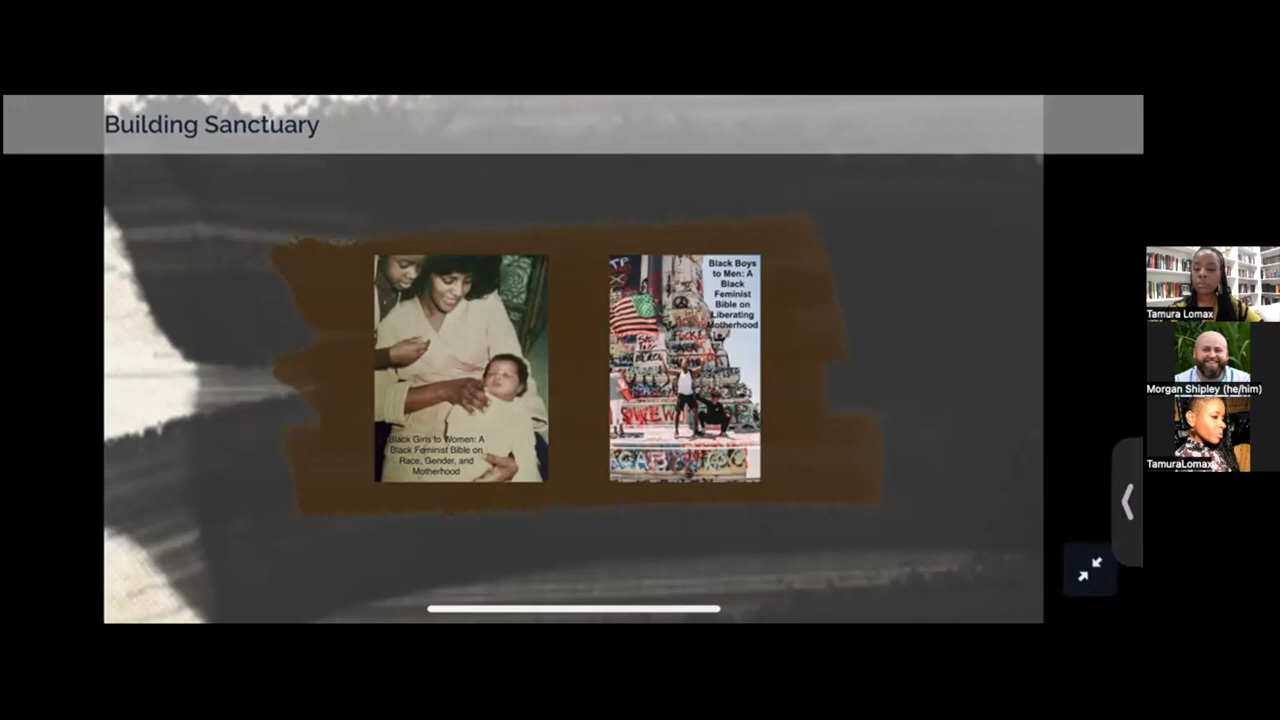 Building Sanctuary
Black Girls to Women: A
Black Feminist Bible on
Race, Gender, and
Motherhood
Black Boys
to Men: A
Black
Feminist
Bible on
Liberating
Motherhood
Tamura Lomax
Morgan Shipley (he/him)
TamuraLomax